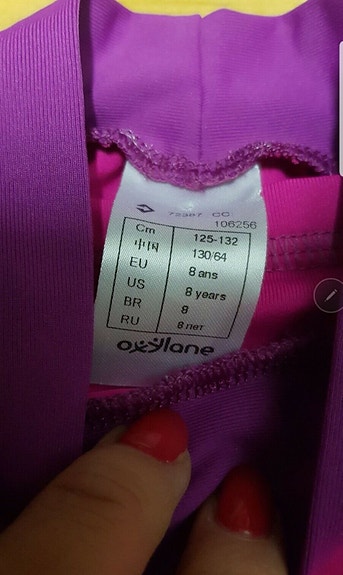 CC
106256
Cm 125-132
中国 130/64
EU 8 ans
US 8 years
BR 8
RU 8 лет
oxylane